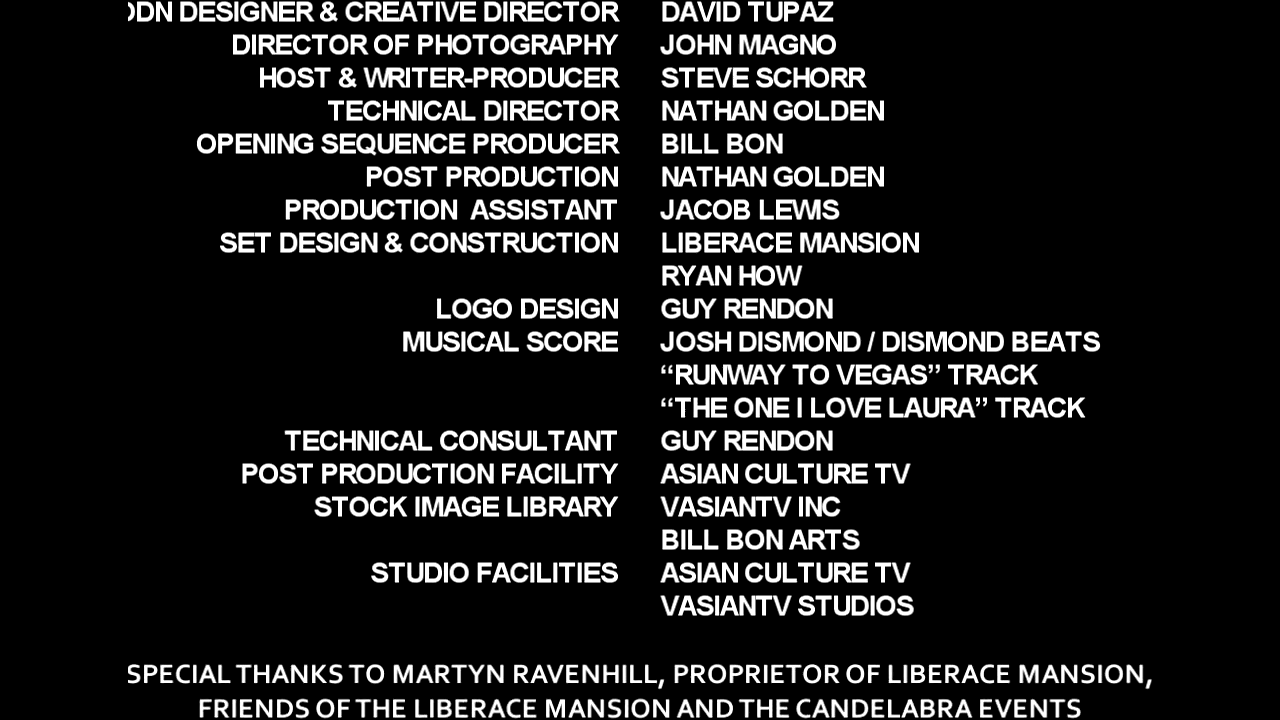 DESIGNER & CREATIVE DIRECTOR DAVID TUPAZ
DIRECTOR OF PHOTOGRAPHY JOHN MAGNO
HOST & WRITER-PRODUCER STEVE SCHORR
TECHNICAL DIRECTOR NATHAN GOLDEN
OPENING SEQUENCE PRODUCER BILL BON
POST PRODUCTION NATHAN GOLDEN
PRODUCTION ASSISTANT JACOB LEWIS
SET DESIGN & CONSTRUCTION LIBERACE MANSION
RYAN HOW
LOGO DESIGN GUY RENDON
MUSICAL SCORE JOSH DISMOND / DISMOND BEATS
“RUNWAY TO VEGAS” TRACK
“THE ONE I LOVE LAURA” TRACK
TECHNICAL CONSULTANT GUY RENDON
POST PRODUCTION FACILITY ASIAN CULTURE TV
STOCK IMAGE LIBRARY VASIANTV INC
BILL BON ARTS
STUDIO FACILITIES ASIAN CULTURE TV
VASIANTV STUDIOS
SPECIAL THANKS TO MARTYN RAVENHILL, PROPRIETOR OF LIBERACE MANSION,
FRIENDS OF THE LIBERACE MANSION AND THE CANDELABRA EVENTS